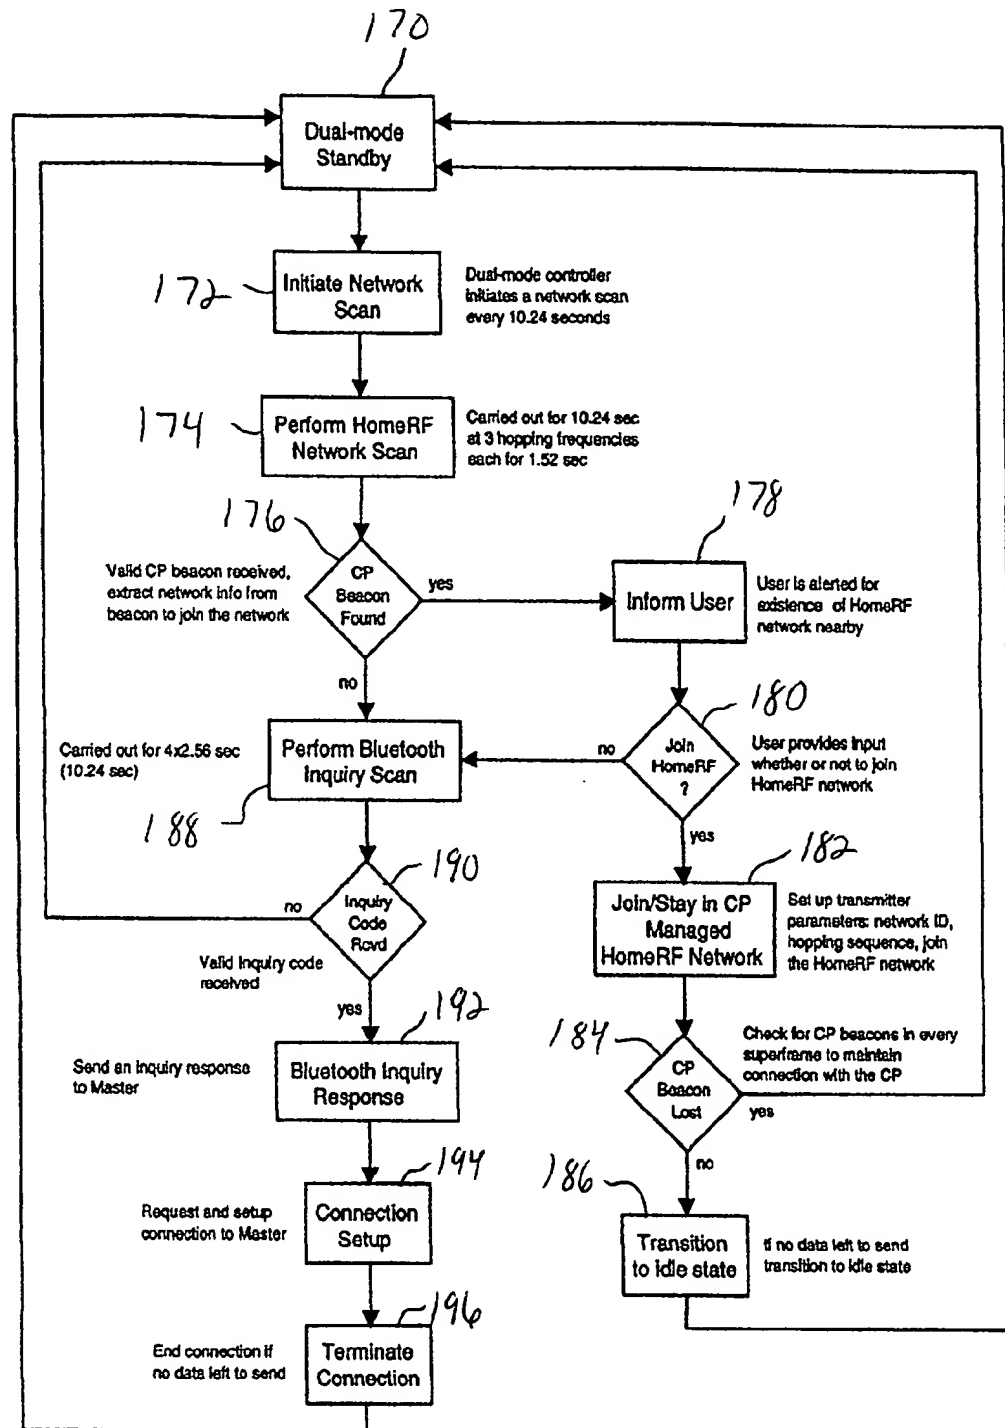 170
Dual-mode
Standby
172
Initiate Network
Scan
Dual-mode controller
initiates a network scan
every 10.24 seconds
174
Perform HomeRF
Network Scan
Carried out for 10.24 sec
at 3 hopping frequencies
each for 1.52 sec
176
Valid CP beacon received,
extract network info from
beacon to join the network
CP
Beacon
Found
yes
no
178
Inform User
User is alerted for
existence of HomeRF
network nearby
180
Join
HomeRF
?
no
yes
User provides input
whether or not to join
HomeRF network
Carried out for 4x2.56 sec
(10.24 sec)
Perform Bluetooth
Inquiry Scan
188
190
Inquiry
Code
Rcvd
no
Valid Inquiry code
received
yes
182
Join/Stay in CP
Managed
HomeRF Network
Set up transmitter
parameters: network ID,
hopping sequence, join
the HomeRF network
184
CP
Beacon
Lost
Check for CP beacons in every
superframe to maintain
connection with the CP
yes
no
192
Send an inquiry response
to Master
Bluetooth Inquiry
Response
194
Request and setup
connection to Master
Connection
Setup
186
Transition
to idle state
If no data left to send
transition to idle state
196
End connection if
no data left to send
Terminate
Connection